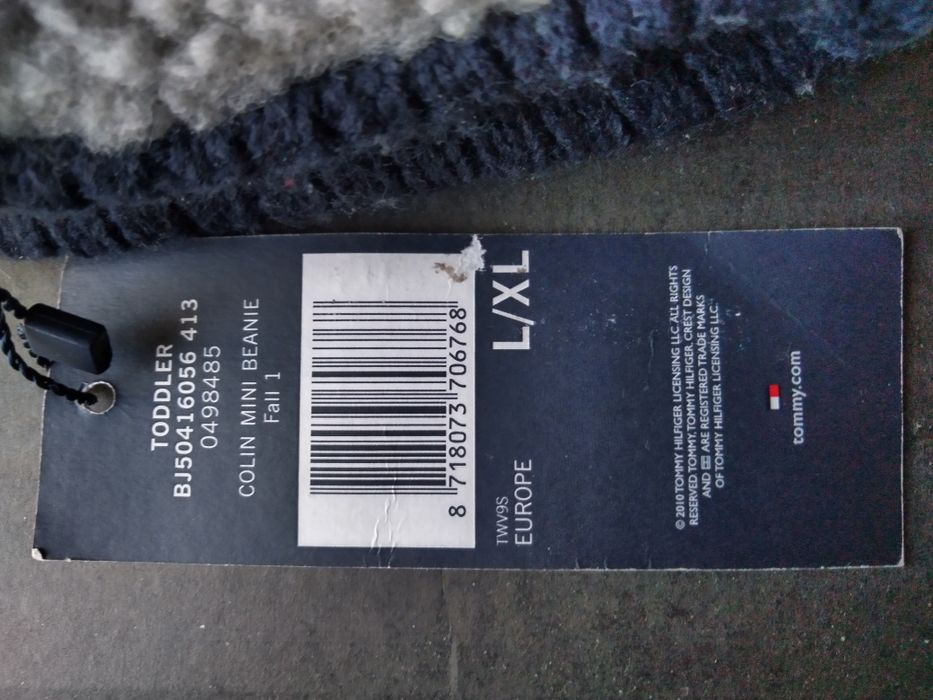 TODDLER
BJ50416056 413
0498485
COLIN MINI BEANIE
Fall 1
8 718073 706768
L/XL
TWV9S
EUROPE
© 2010 TOMMY HILFIGER LICENSING LLC. ALL RIGHTS
RESERVED. TOMMY, TOMMY HILFIGER, CREST DESIGN
AND ARE REGISTERED TRADE MARKS
OF TOMMY HILFIGER LICENSING LLC.
tommy.com